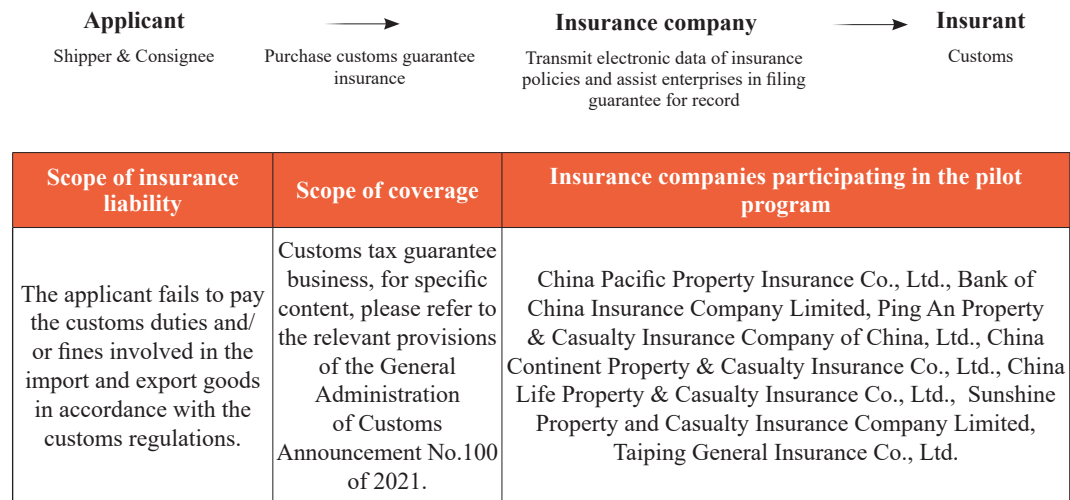 Applicant
Shipper & Consignee
Purchase customs guarantee
insurance
Insurance company
Transmit electronic data of insurance
policies and assist enterprises in filing
guarantee for record
Insurant
Customs
Scope of insurance
liability
Scope of coverage
Insurance companies participating in the pilot
program
The applicant fails to pay
the customs duties and/
or fines involved in the
import and export goods
in accordance with the
customs regulations.
Customs tax guarantee
business, for specific
content, please refer to
the relevant provisions
of the General
Administration
of Customs
Announcement No.100
of 2021.
China Pacific Property Insurance Co., Ltd., Bank of
China Insurance Company Limited, Ping An Property
& Casualty Insurance Company of China, Ltd., China
Continent Property & Casualty Insurance Co., Ltd., China
Life Property & Casualty Insurance Co., Ltd., Sunshine
Property and Casualty Insurance Company Limited,
Taiping General Insurance Co., Ltd.